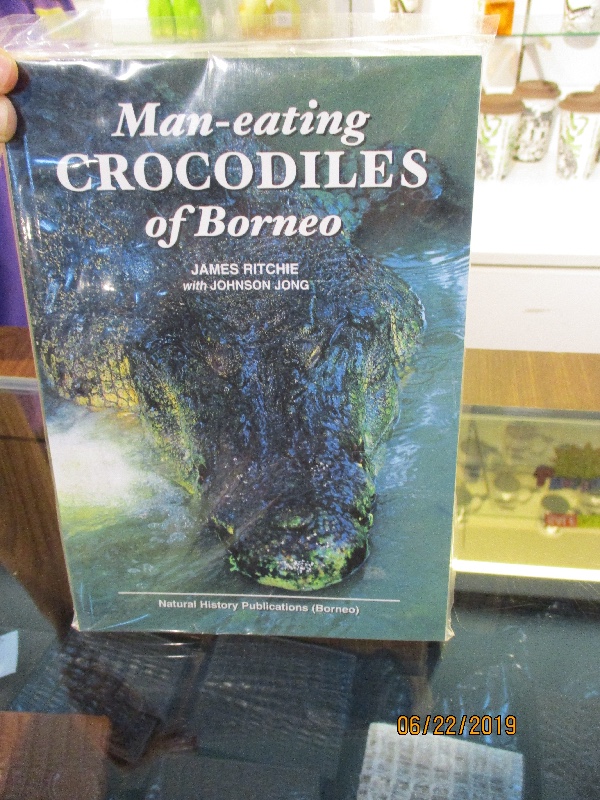 Man-eating
CROCODILES
of Borneo
JAMES RITCHIE
with JOHNSON JONG
Natural History Publications (Borneo)
06/22/2019